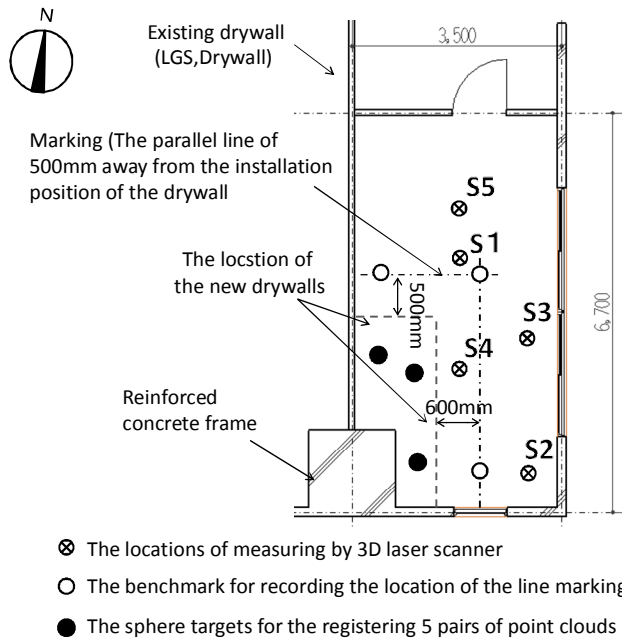 N
Existing drywall
(LGS,Drywall)
3,500
Marking (The parallel line of
500mm away from the installation
position of the drywall
S5
S1
The locstion of
the new drywalls
500mm
S3
6,700
S4
Reinforced
concrete frame
600mm
S2
The locations of measuring by 3D laser scanner
The benchmark for recording the location of the line marking
The sphere targets for the registering 5 pairs of point clouds